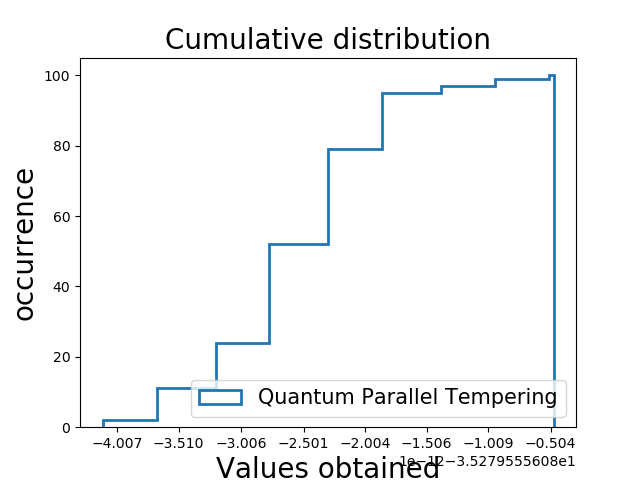 Cumulative distribution
occurrence
100
80
60
40
20
0
Quantum Parallel Tempering
−4.007 −3.510 −3.006 −2.501 −2.004 −1.506 −1.009 −0.504
1e−12−3.5279555608e1
Values obtained